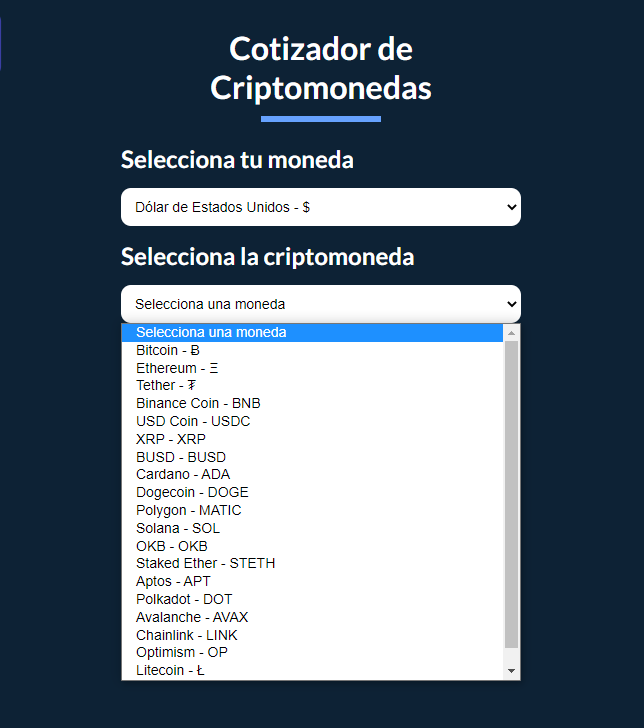 Cotizador de
Criptomonedas
Selecciona tu moneda
Dólar de Estados Unidos - $
Selecciona la criptomoneda
Selecciona una moneda
Selecciona una moneda
Bitcoin - Ƀ
Ethereum - Ξ
Tether - ₮
Binance Coin - BNB
USD Coin - USDC
XRP - XRP
BUSD - BUSD
Cardano - ADA
Dogecoin - DOGE
Polygon - MATIC
Solana - SOL
OKB - OKB
Staked Ether - STETH
Aptos - APT
Polkadot - DOT
Avalanche - AVAX
Chainlink - LINK
Optimism - OP
Litecoin - Ł